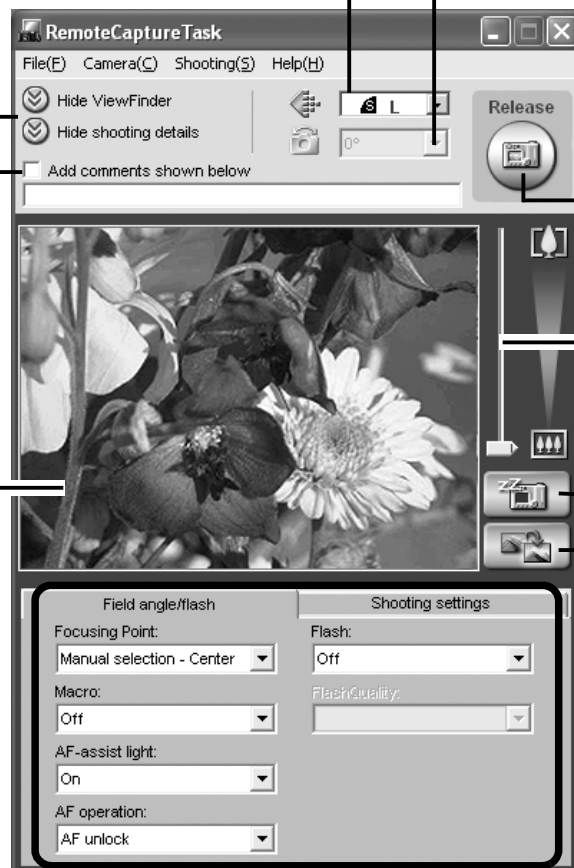 RemoteCaptureTask
File(F) Camera(C) Shooting(S) Help(H)
Hide ViewFinder
Hide shooting details
S L
0°
Release
Add comments shown below
Field angle/flash
Shooting settings
Focusing Point:
Flash:
Manual selection - Center
Off
Macro:
FlashQuality:
Off
AF-assist light:
On
AF operation:
AF unlock